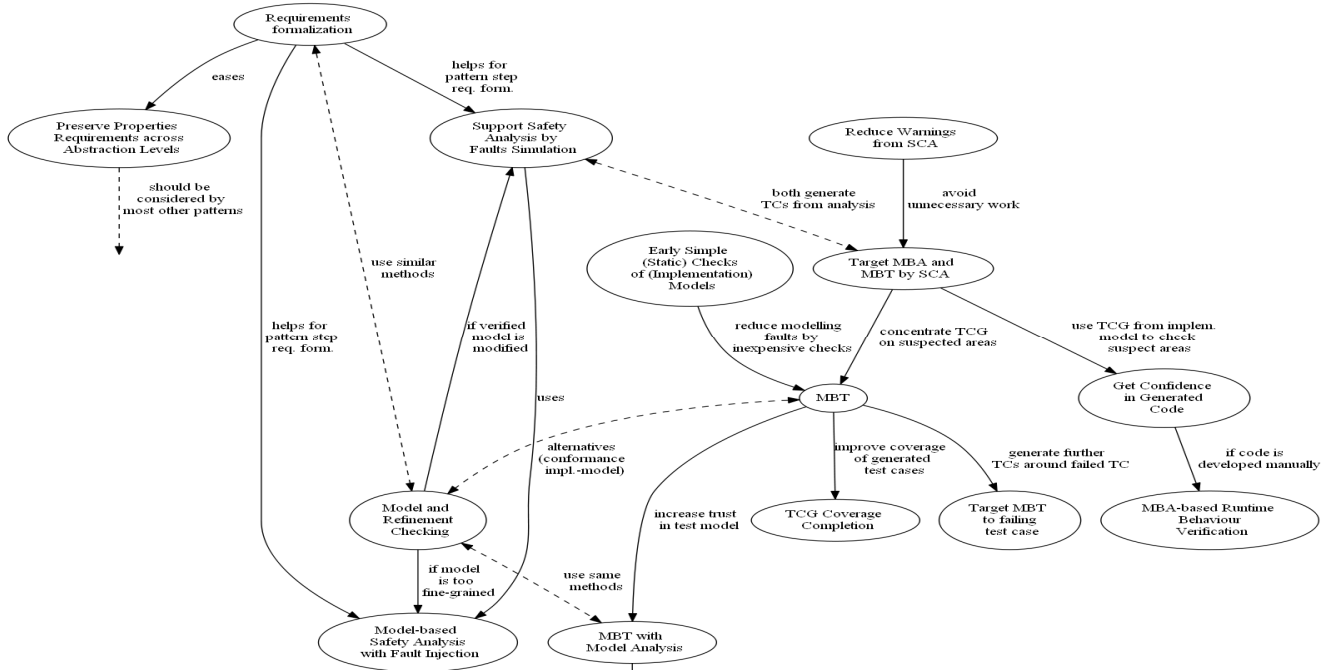 Requirements
formalization
eases
helps for
pattern step
req. form.
Preserve Properties
Requirements across
Abstraction Levels
Support Safety
Analysis by
Faults Simulation
Reduce Warnings
from SCA
should be
considered by
most other patterns
both generate
TCs from analysis
avoid
unnecessary work
Early Simple
(Static) Checks
of (Implementation)
Models
Target MBA and
MBT by SCA
use similar
methods
helps for
pattern step
req. form.
if verified
model is
modified
reduce modelling
faults by
inexpensive checks
concentrate TCG
on suspected areas
use TCG from implem.
model to check
suspect areas
uses
MBT
Get Confidence
in Generated
Code
alternatives
(conformance
impl.-model)
improve coverage
of generated
test cases
generate further
TCs around failed TC
if code is
developed manually
Model and
Refinement
Checking
increase trust
in test model
TCG Coverage
Completion
Target MBT
to failing
test case
MBA-based Runtime
Behaviour
Verification
if model
is too
fine-grained
use same
methods
Model-based
Safety Analysis
with Fault Injection
MBT with
Model Analysis